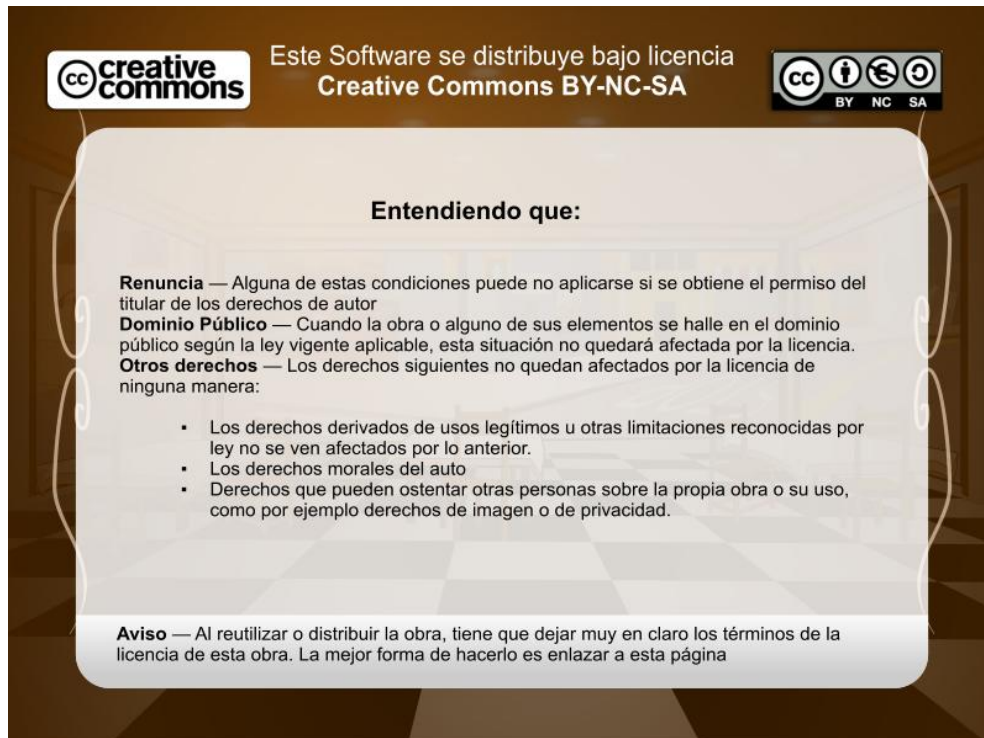 creative
commons
Este Software se distribuye bajo licencia
Creative Commons BY-NC-SA
cc
BY NC SA
Entendiendo que:
Renuncia — Alguna de estas condiciones puede no aplicarse si se obtiene el permiso del
titular de los derechos de autor
Dominio Público — Cuando la obra o alguno de sus elementos se halle en el dominio
público según la ley vigente aplicable, esta situación no quedará afectada por la licencia.
Otros derechos — Los derechos siguientes no quedan afectados por la licencia de
ninguna manera:
▪ Los derechos derivados de usos legítimos u otras limitaciones reconocidas por
ley no se ven afectados por lo anterior.
▪ Los derechos morales del auto
▪ Derechos que pueden ostentar otras personas sobre la propia obra o su uso,
como por ejemplo derechos de imagen o de privacidad.
Aviso — Al reutilizar o distribuir la obra, tiene que dejar muy en claro los términos de la
licencia de esta obra. La mejor forma de hacerlo es enlazar a esta página